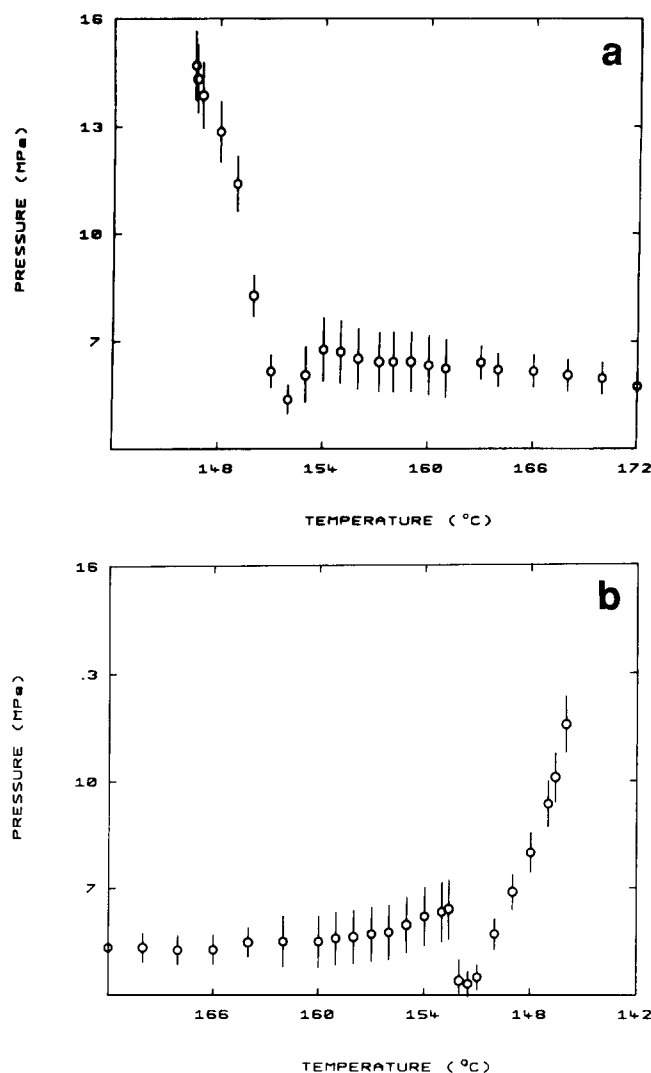 a
16
13
10
7
PRESSURE (MPa)
148 154 160 166 172
TEMPERATURE (°C)
b
16
.3
10
7
PRESSURE (MPa)
166 160 154 148 142
TEMPERATURE (°C)